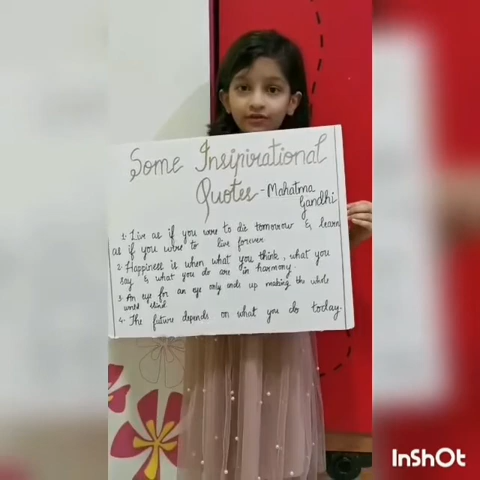 Some Insipirational
Quotes - Mahatma
Gandhi
1. Live as if you were to die tomorrow & learn
as if you were to live forever.
2. Happiness is when what you think, what you
say & what you do are in harmony.
3. An eye for an eye only ends up making the whole
world blind
4. The future depends on what you do today.
InShOt